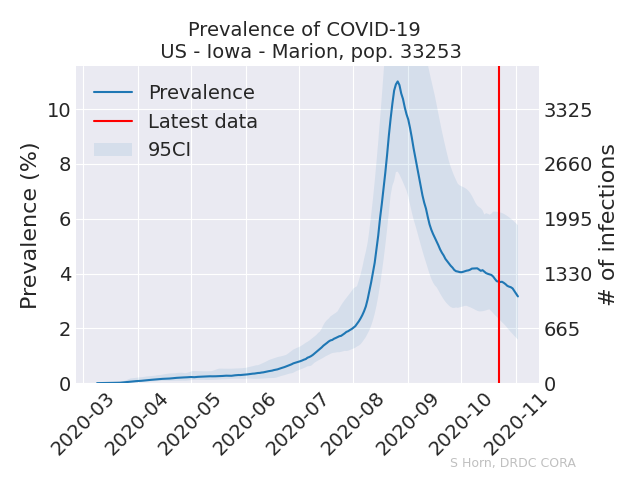 Prevalence of COVID-19
US - Iowa - Marion, pop. 33253
Prevalence
Latest data
95CI
Prevalence (%)
10
8
6
4
2
0
3325
2660
1995
1330
665
0
# of infections
2020-03
2020-04
2020-05
2020-06
2020-07
2020-08
2020-09
2020-10
2020-11
S Horn, DRDC CORA